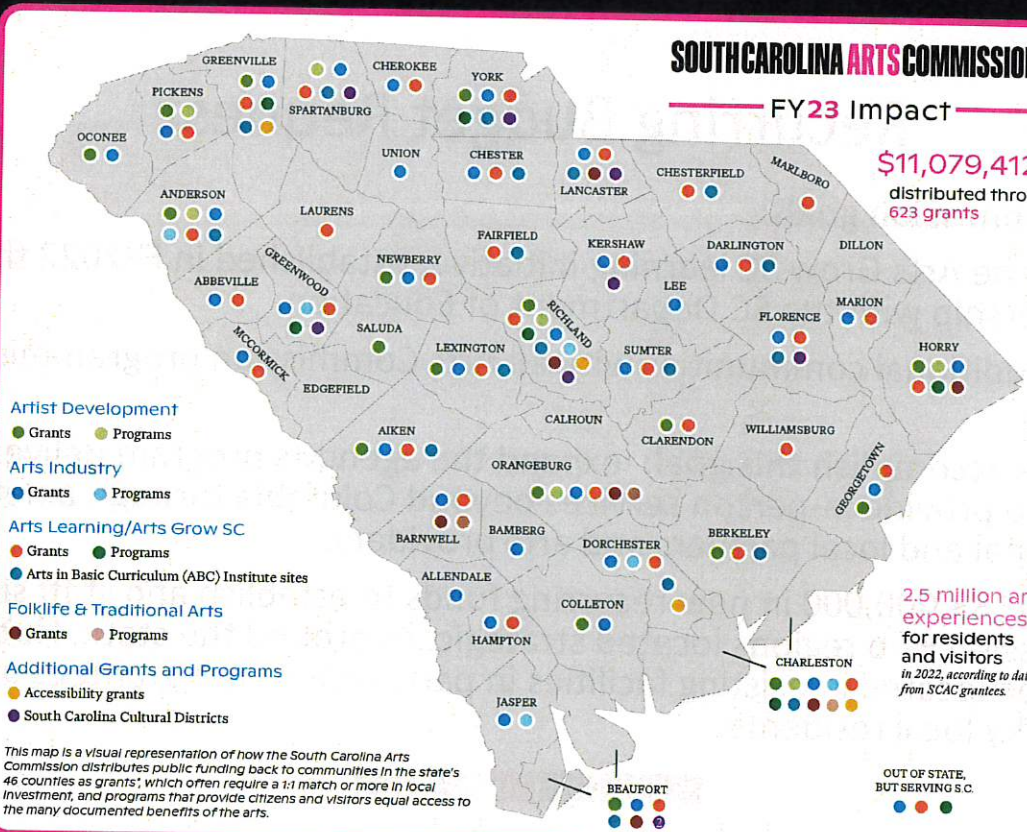 SOUTH CAROLINA ARTS COMMISSION
FY23 Impact
$11,079,412
distributed thro
623 grants
GREENVILLE
CHEROKEE
YORK
PICKENS
SPARTANBURG
OCONEE
UNION
CHESTER
LANCASTER
CHESTERFIELD
MARLBORO
ANDERSON
LAURENS
FAIRFIELD
KERSHAW
DARLINGTON
DILLON
NEWBERRY
GREENWOOD
ABBEVILLE
LEE
MARION
FLORENCE
RICHLAND
SALUDA
MCCORMICK
LEXINGTON
SUMTER
HORRY
EDGEFIELD
CALHOUN
CLARENDON
WILLIAMSBURG
AIKEN
ORANGEBURG
GEORGETOWN
BARNWELL
BAMBERG
DORCHESTER
BERKELEY
ALLENDALE
COLLETON
HAMPTON
CHARLESTON
JASPER
BEAUFORT
2
Artist Development
Grants Programs
Arts Industry
Grants Programs
Arts Learning/Arts Grow SC
Grants Programs
Arts in Basic Curriculum (ABC) Institute sites
Folklife & Traditional Arts
Grants Programs
Additional Grants and Programs
Accessibility grants
South Carolina Cultural Districts
2.5 million ar
experiences
for residents
and visitors
in 2022, according to dat
from SCAC grantees.
This map is a visual representation of how the South Carolina Arts
Commission distributes public funding back to communities in the state's
46 counties as grants*, which often require a 1:1 match or more in local
investment, and programs that provide citizens and visitors equal access to
the many documented benefits of the arts.
OUT OF STATE,
BUT SERVING S.C.